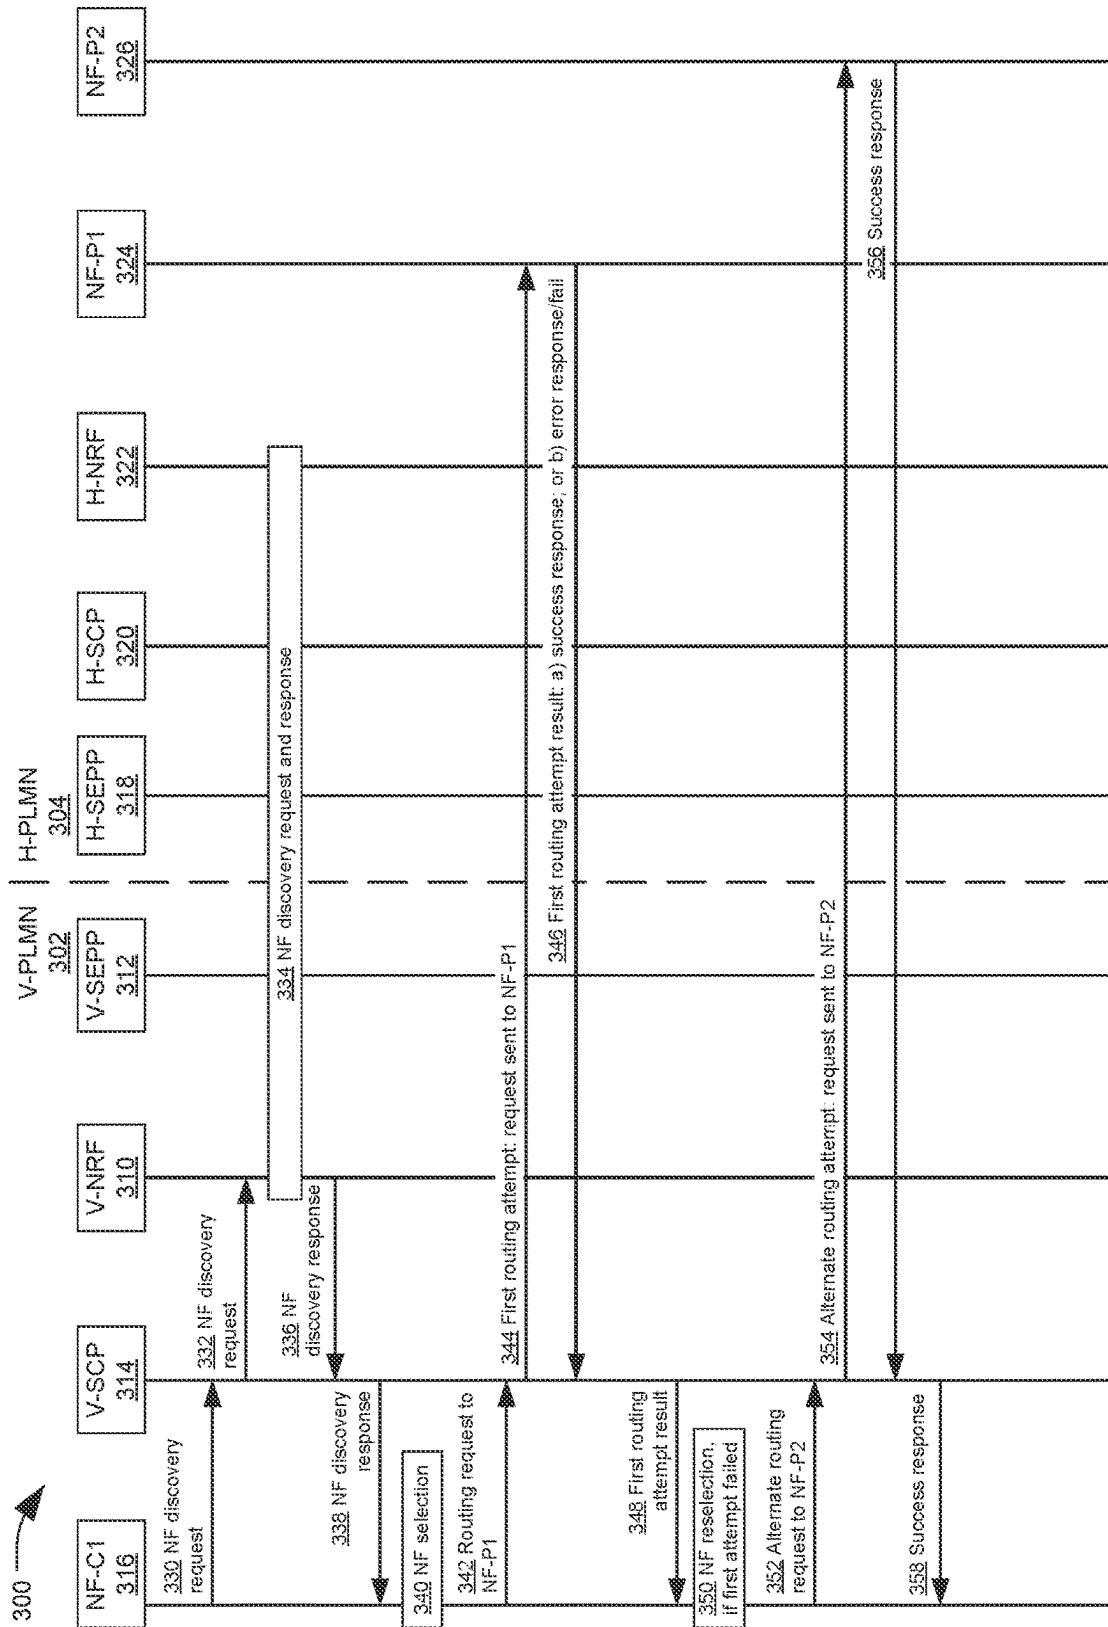 300
V-PLMN
302
H-PLMN
304
NF-C1
316
V-SCP
314
V-NRF
310
V-SEPP
312
H-SEPP
318
H-SCP
320
H-NRF
322
NF-P1
324
NF-P2
326
330 NF discovery
request
332 NF discovery
request
334 NF discovery request and response
336 NF
discovery response
338 NF discovery
response
340 NF selection
342 Routing request to
NF-P1
344 First routing attempt: request sent to NF-P1
346 First routing attempt result: a) success response; or b) error response/fail
348 First routing
attempt result
350 NF reselection,
if first attempt failed
352 Alternate routing
request to NF-P2
354 Alternate routing attempt: request sent to NF-P2
356 Success response
358 Success response